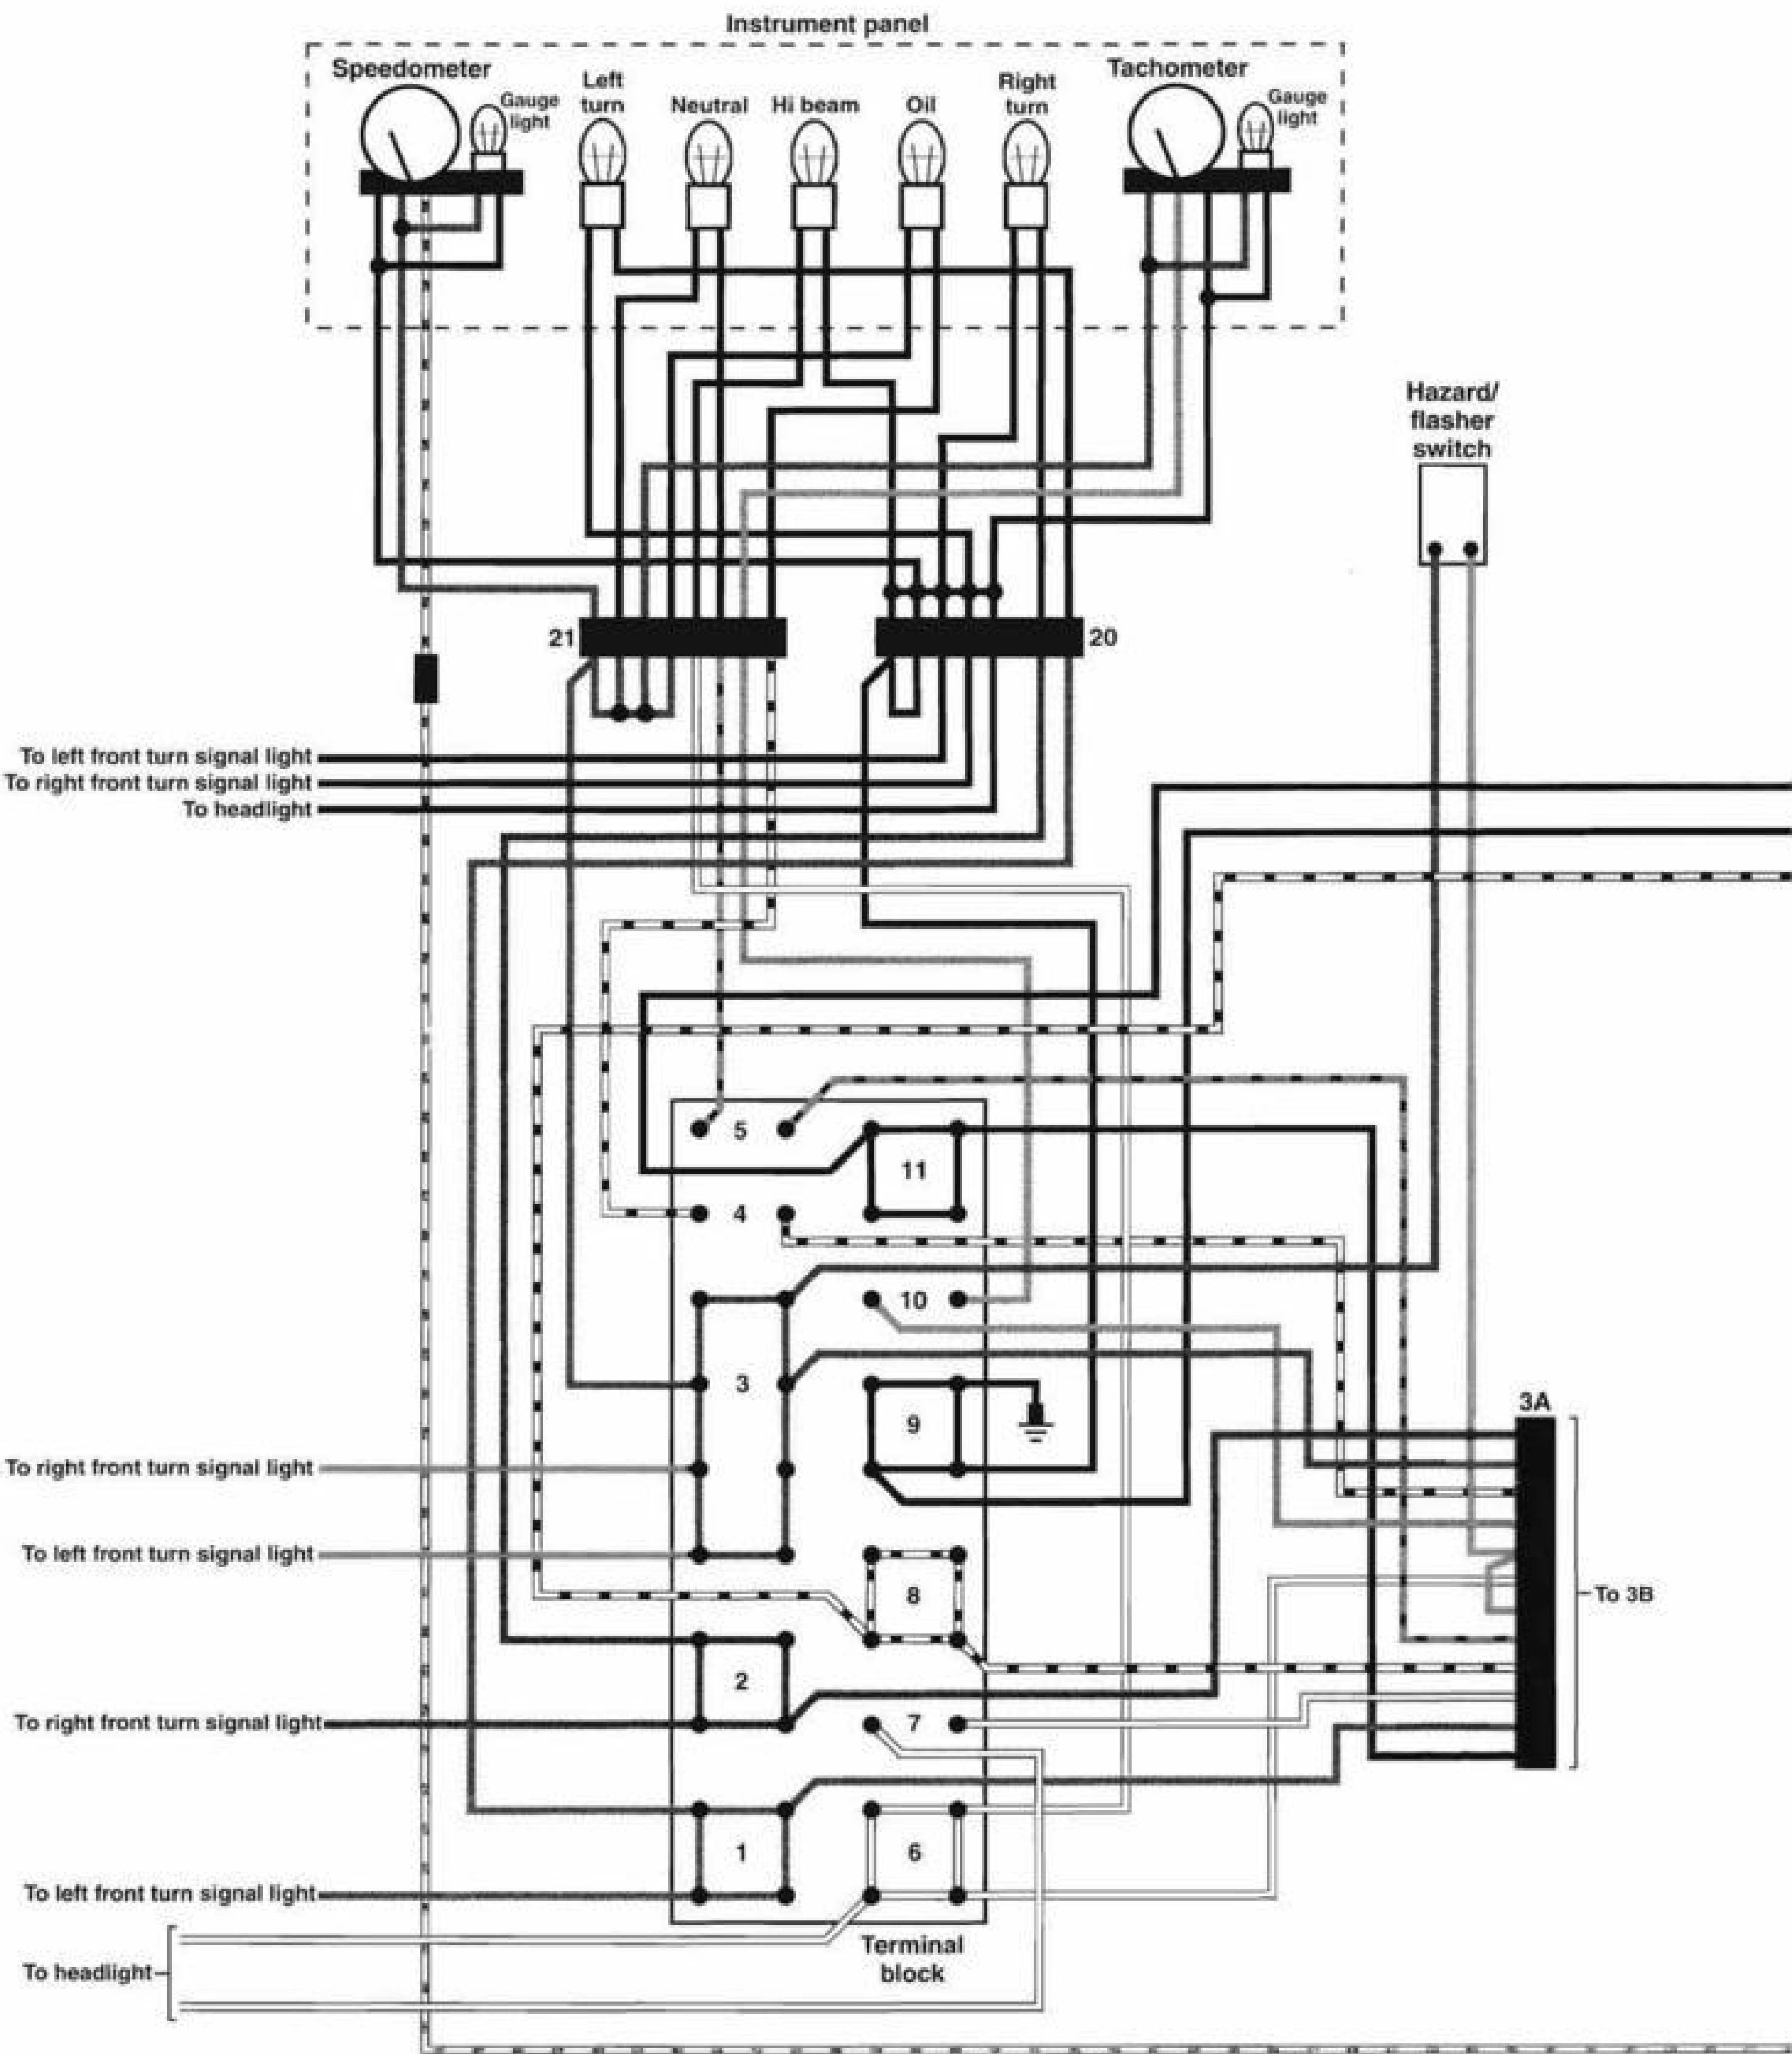 Instrument panel
Speedometer
Gauge
light
Left
turn
Neutral
Hi beam
Oil
Right
turn
Tachometer
Gauge
light
Hazard/
flasher
switch
21
20
To left front turn signal light
To right front turn signal light
To headlight
5
11
4
10
3
9
3A
To right front turn signal light
To left front turn signal light
8
To 3B
2
To right front turn signal light
7
1
6
To left front turn signal light
Terminal
block
To headlight